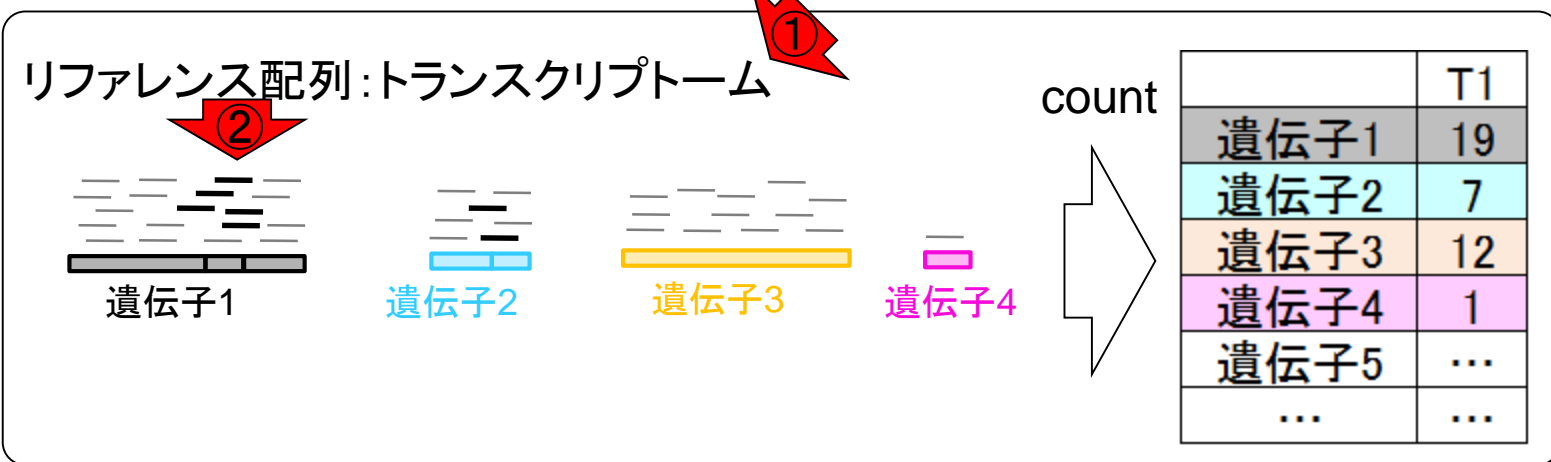 ①
リファレンス配列：トランスクリプトーム
②
遺伝子1
遺伝子2
遺伝子3
遺伝子4
count
T1
遺伝子1 19
遺伝子2 7
遺伝子3 12
遺伝子4 1
遺伝子5 …
… …